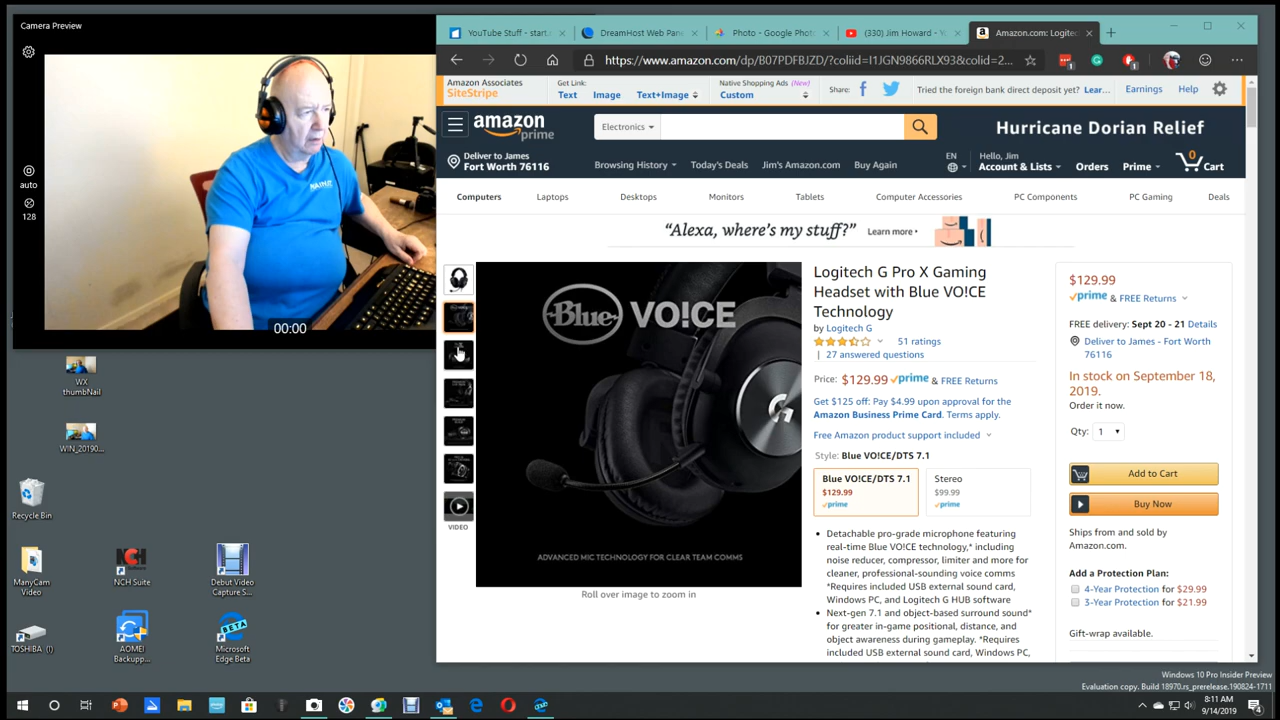 Camera Preview
YouTube Stuff - start.
DreamHost Web Pan
Photo - Google Phot
(330) Jim Howard - Y
Amazon.com: Logitec
https://www.amazon.com/dp/B07PDFBJZD/?coliid=I1JGN9866RLX93&colid=2...
Amazon Associates
SiteStripe
Get Link:
Text
Image
Text+Image
Native Shopping Ads (New)
Custom
Share:
Tried the foreign bank direct deposit yet? Lear...
Earnings
Help
amazon
prime
Electronics
Hurricane Dorian Relief
Deliver to James
Fort Worth 76116
Browsing History
Today's Deals
Jim's Amazon.com
Buy Again
EN
Hello, Jim
Account & Lists
Orders
Prime
0
Cart
Computers
Laptops
Desktops
Monitors
Tablets
Computer Accessories
PC Components
PC Gaming
Deals
“Alexa, where’s my stuff?”
Learn more
auto
128
00:00
Blue VO!CE
ADVANCED MIC TECHNOLOGY FOR CLEAR TEAM COMMS
Roll over image to zoom in
VIDEO
Logitech G Pro X Gaming
Headset with Blue VO!CE
Technology
by Logitech G
51 ratings
| 27 answered questions
Price: $129.99 prime & FREE Returns
Get $125 off: Pay $4.99 upon approval for the
Amazon Business Prime Card. Terms apply.
Free Amazon product support included
Style: Blue VO!CE/DTS 7.1
Blue VO!CE/DTS 7.1
$129.99
prime
Stereo
$99.99
prime
Detachable pro-grade microphone featuring
real-time Blue VO!CE technology,* including
noise reducer, compressor, limiter and more for
cleaner, professional-sounding voice comms
*Requires included USB external sound card,
Windows PC, and Logitech G HUB software
Next-gen 7.1 and object-based surround sound*
for greater in-game positional, distance, and
object awareness during gameplay. *Requires
included USB external sound card, Windows PC,
$129.99
prime & FREE Returns
FREE delivery: Sept 20 - 21 Details
Deliver to James - Fort Worth
76116
In stock on September 18,
2019.
Order it now.
Qty: 1
Add to Cart
Buy Now
Ships from and sold by
Amazon.com.
Add a Protection Plan:
4-Year Protection for $29.99
3-Year Protection for $21.99
Gift-wrap available.
WX
thumbNail
WIN_20190...
Recycle Bin
ManyCam
Video
NCH
NCH Suite
Debut Video
Capture S...
TOSHIBA (I)
AOMEI
Backupp...
BETA
Microsoft
Edge Beta
Windows 10 Pro Insider Preview
Evaluation copy. Build 18970.rs_prerelease.190824-1711
8:11 AM
9/14/2019
4